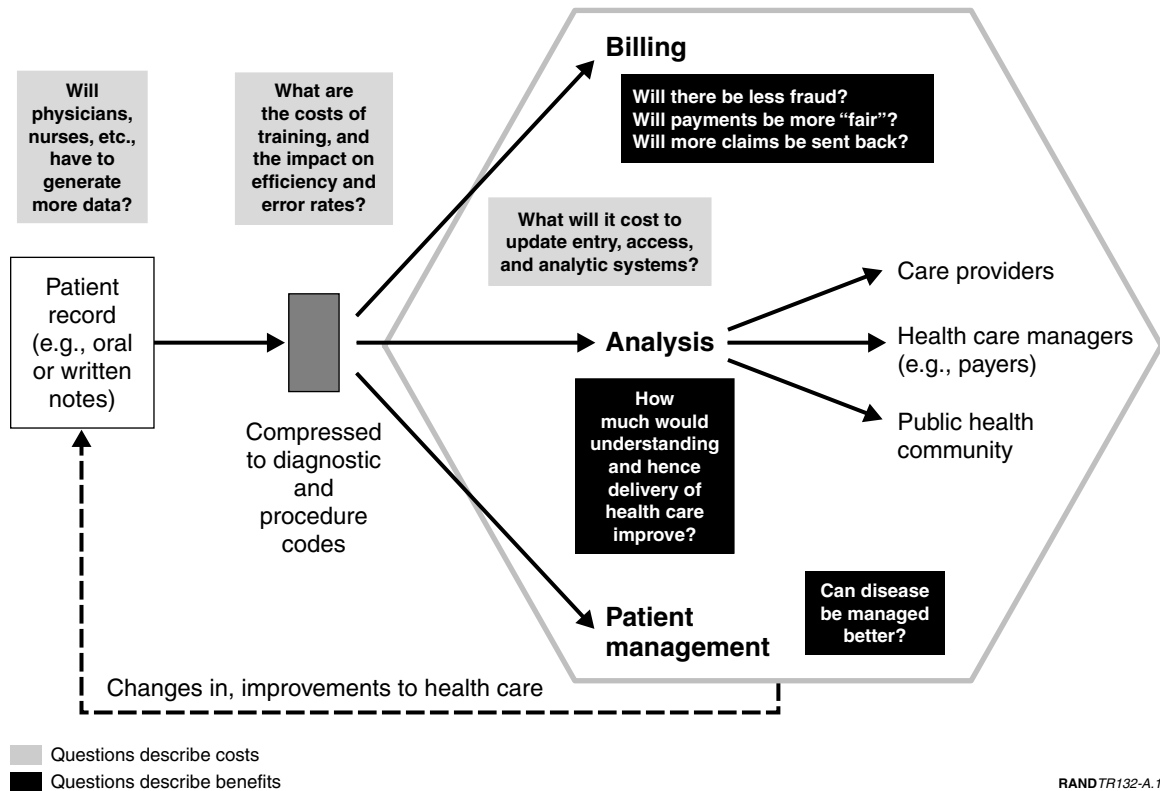 Billing
Will
physicians,
nurses, etc.,
have to
generate
more data?
What are
the costs of
training, and
the impact on
efficiency and
error rates?
Will there be less fraud?
Will payments be more “fair”?
Will more claims be sent back?
What will it cost to
update entry, access,
and analytic systems?
Patient
record
(e.g., oral
or written
notes)
Compressed
to diagnostic
and
procedure
codes
Analysis
Care providers
Health care managers
(e.g., payers)
Public health
community
How
much would
understanding
and hence
delivery of
health care
improve?
Patient
management
Can disease
be managed
better?
Changes in, improvements to health care
Questions describe costs
Questions describe benefits
RAND TR132-A.1